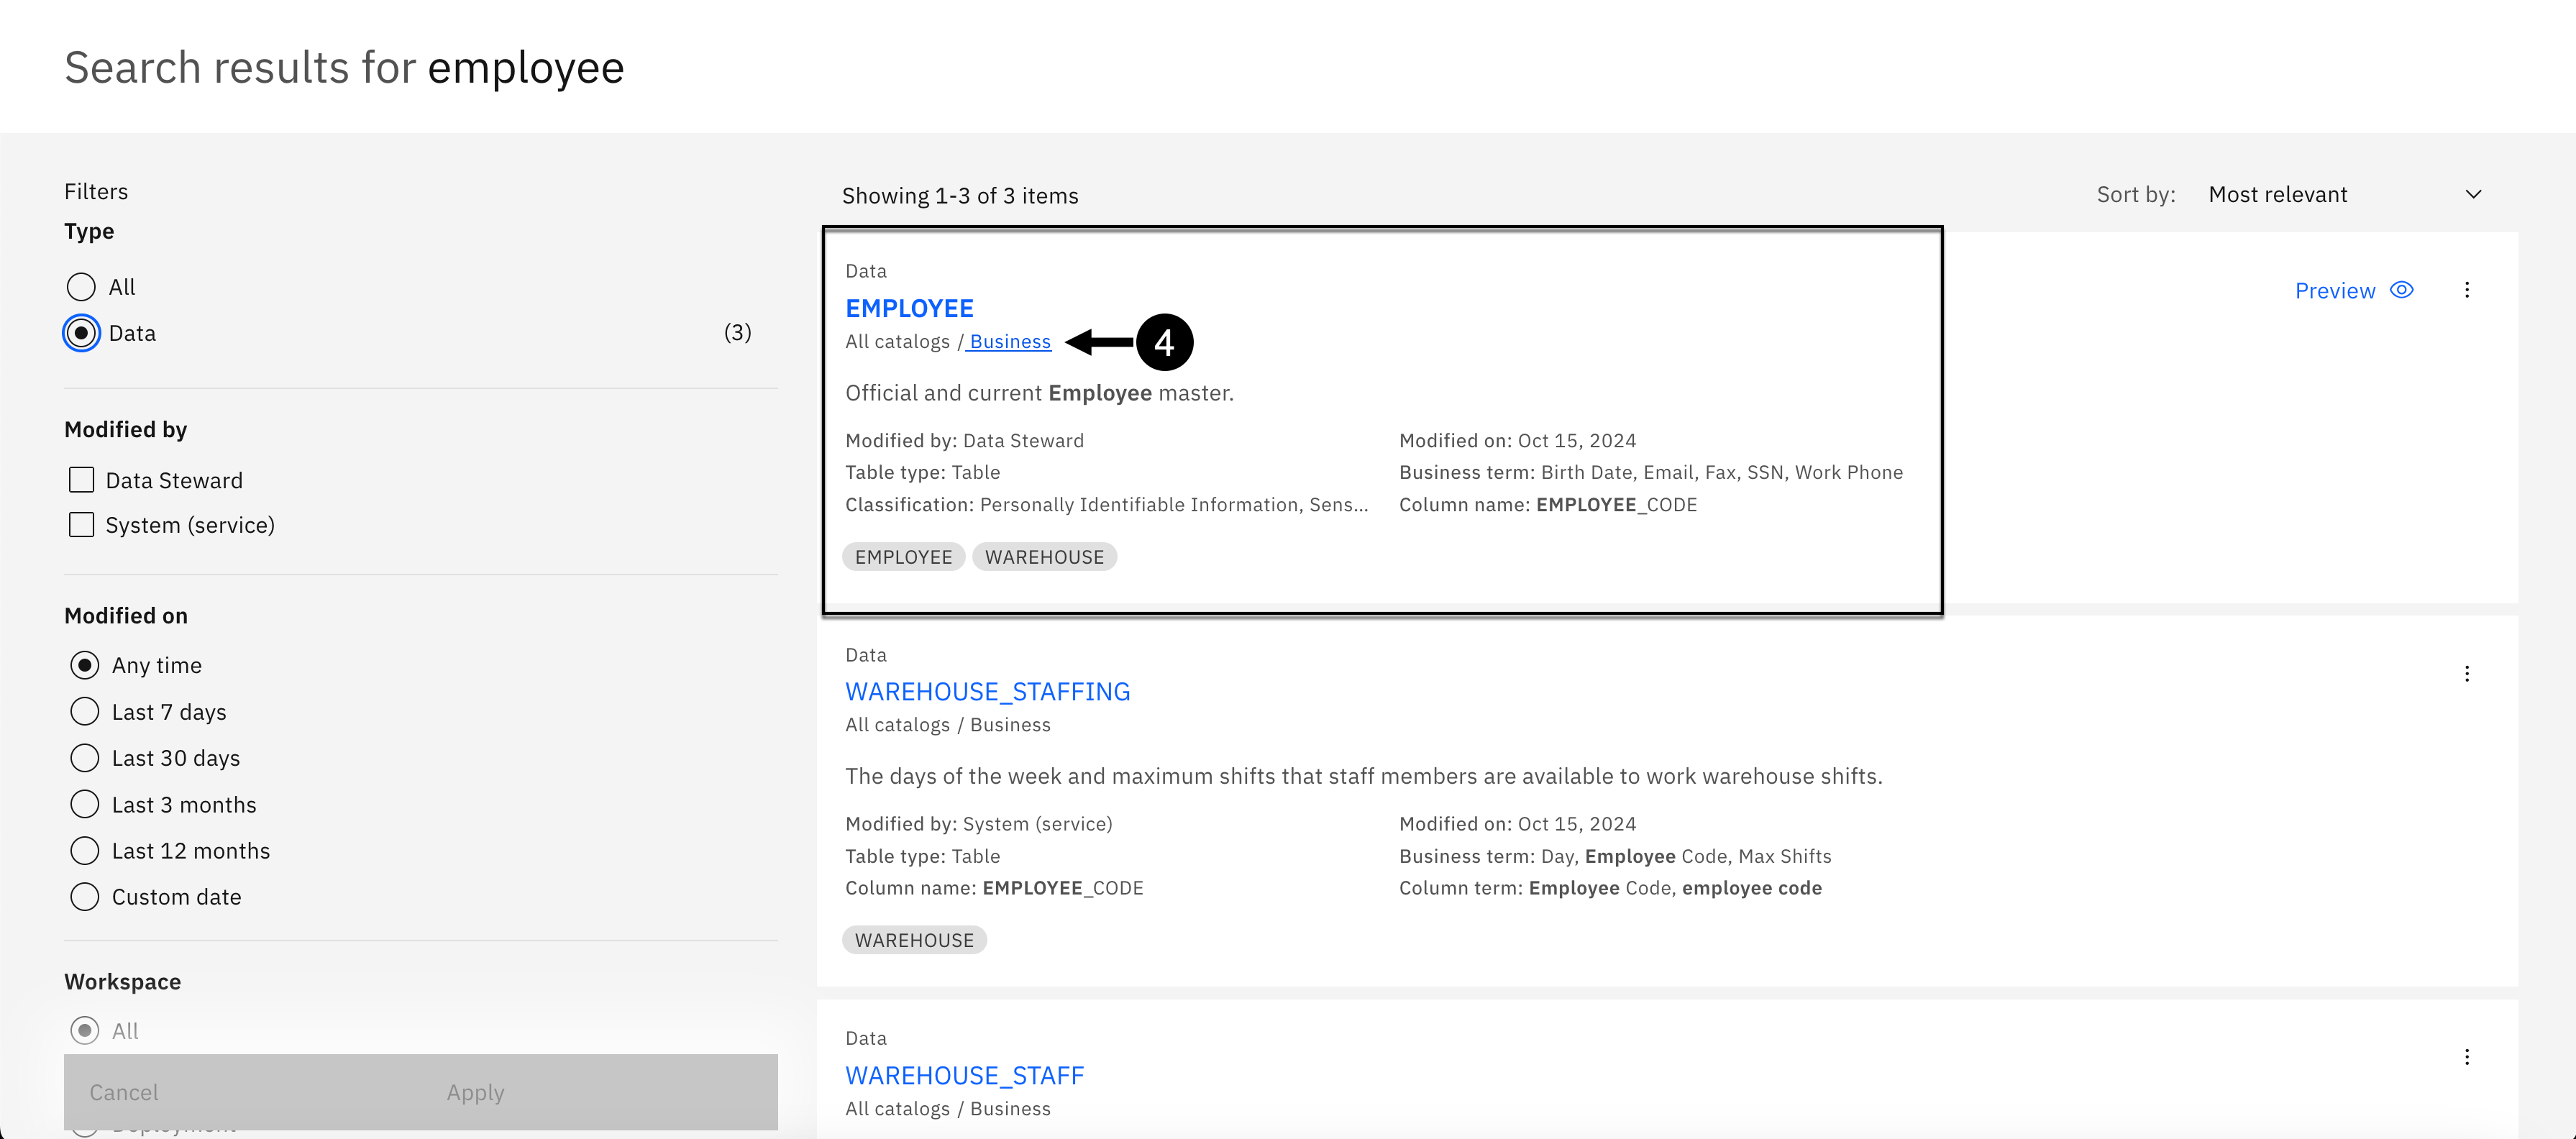 Search results for employee
Filters
Type
All
Data (3)
Modified by
Data Steward
System (service)
Modified on
Any time
Last 7 days
Last 30 days
Last 3 months
Last 12 months
Custom date
Workspace
All
Cancel Apply
Showing 1-3 of 3 items
Sort by: Most relevant
Data
EMPLOYEE
Preview
All catalogs / Business
4
Official and current Employee master.
Modified by: Data Steward
Modified on: Oct 15, 2024
Table type: Table
Business term: Birth Date, Email, Fax, SSN, Work Phone
Classification: Personally Identifiable Information, Sens...
Column name: EMPLOYEE_CODE
EMPLOYEE WAREHOUSE
Data
WAREHOUSE_STAFFING
All catalogs / Business
The days of the week and maximum shifts that staff members are available to work warehouse shifts.
Modified by: System (service)
Modified on: Oct 15, 2024
Table type: Table
Business term: Day, Employee Code, Max Shifts
Column name: EMPLOYEE_CODE
Column term: Employee Code, employee code
WAREHOUSE
Data
WAREHOUSE_STAFF
All catalogs / Business